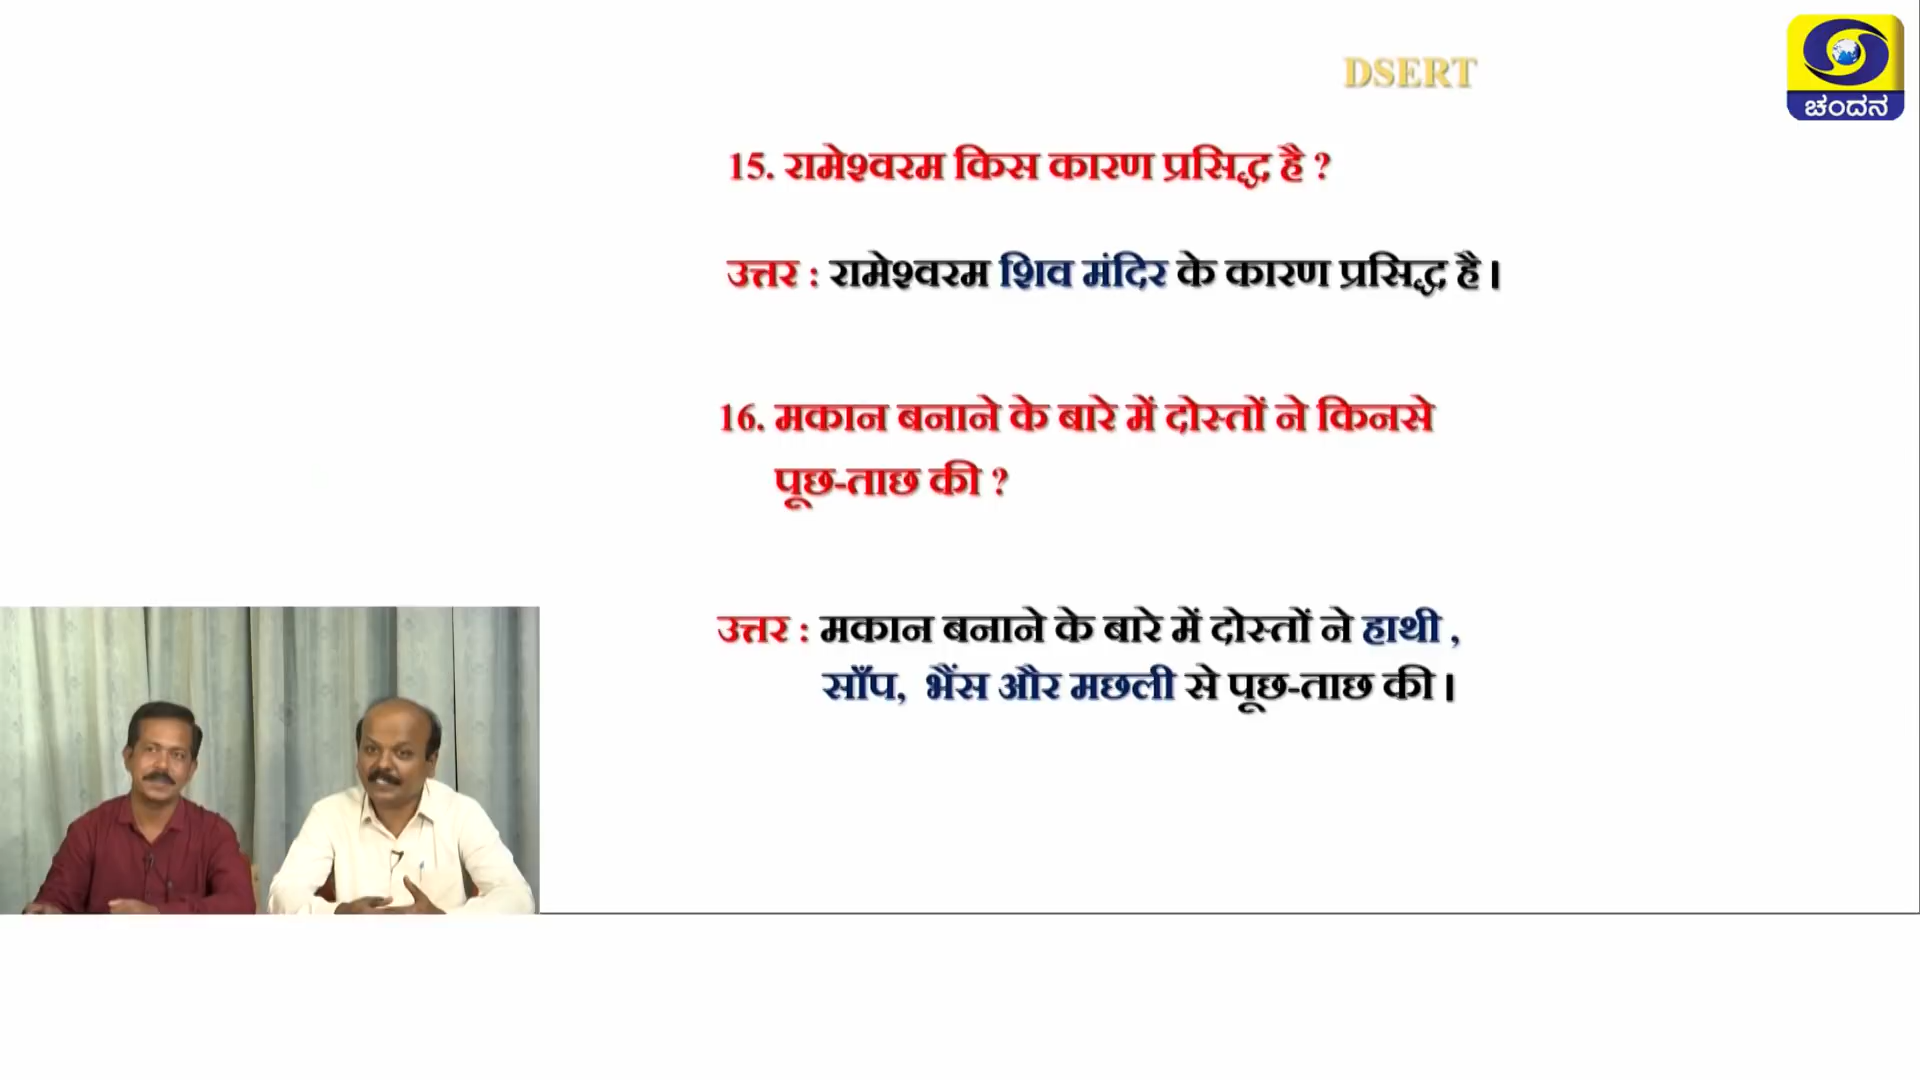 DSERT
ಚಂದನ
15. रामेश्वरम किस कारण प्रसिद्ध है ?
उत्तर : रामेश्वरम शिव मंदिर के कारण प्रसिद्ध है।
16. मकान बनाने के बारे में दोस्तों ने किनसे
पूछ-ताछ की ?
उत्तर : मकान बनाने के बारे में दोस्तों ने हाथी ,
साँप, भैंस और मछली से पूछ-ताछ की।